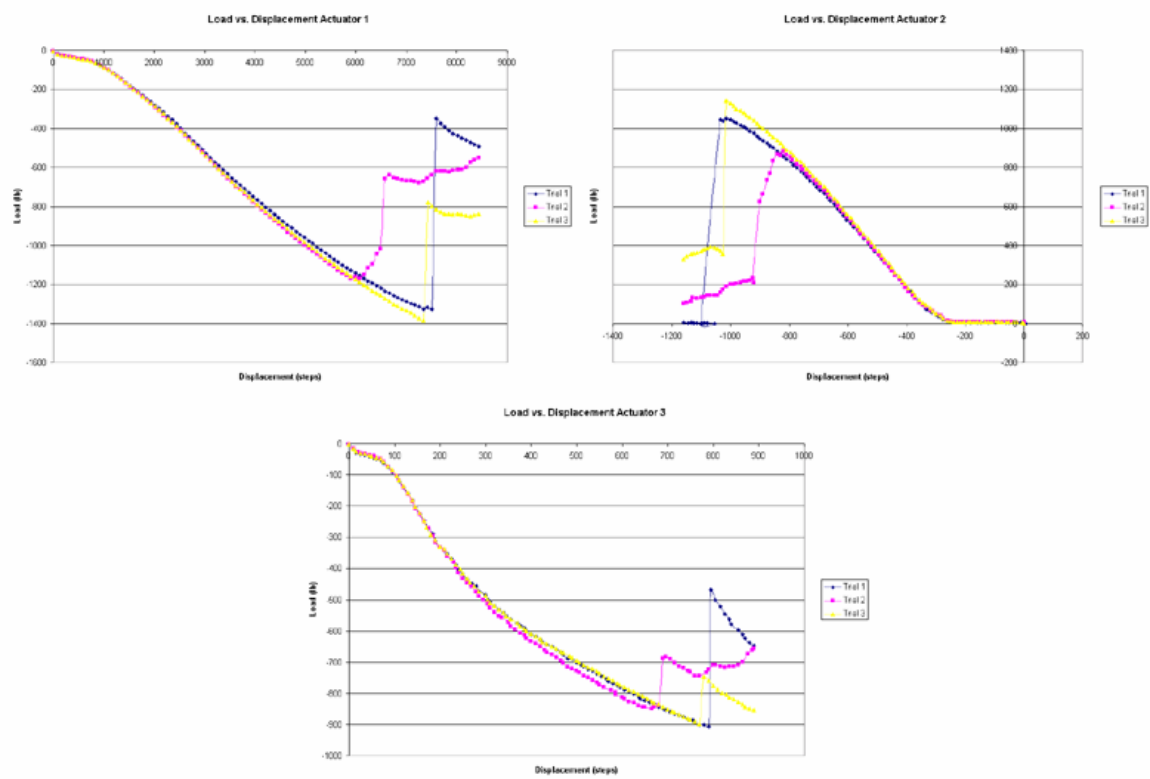 Load vs. Displacement Actuator 1
0
0 1000 2000 3000 4000 5000 6000 7000 8000 9000
-200
-400
-600
-800
-1000
-1200
-1400
-1600
Load (lb)
Displacement (steps)
Trial 1
Trial 2
Trial 3
Load vs. Displacement Actuator 2
1400
1200
1000
800
600
400
200
0
-200
-1400 -1200 -1000 -800 -600 -400 -200 0 200
Load (lb)
Displacement (steps)
Trial 1
Trial 2
Trial 3
Load vs. Displacement Actuator 3
0
0 100 200 300 400 500 600 700 800 900 1000
-100
-200
-300
-400
-500
-600
-700
-800
-900
-1000
Load (lb)
Displacement (steps)
Trial 1
Trial 2
Trial 3